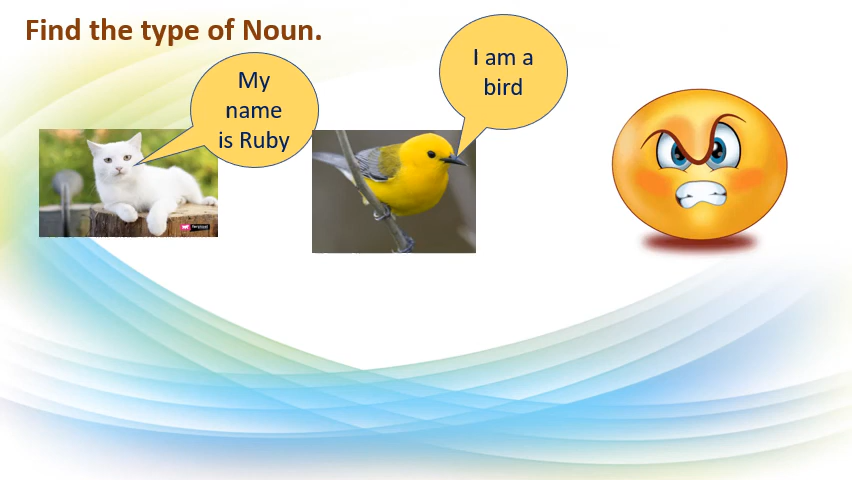 Find the type of Noun.
My
name
is Ruby
I am a
bird